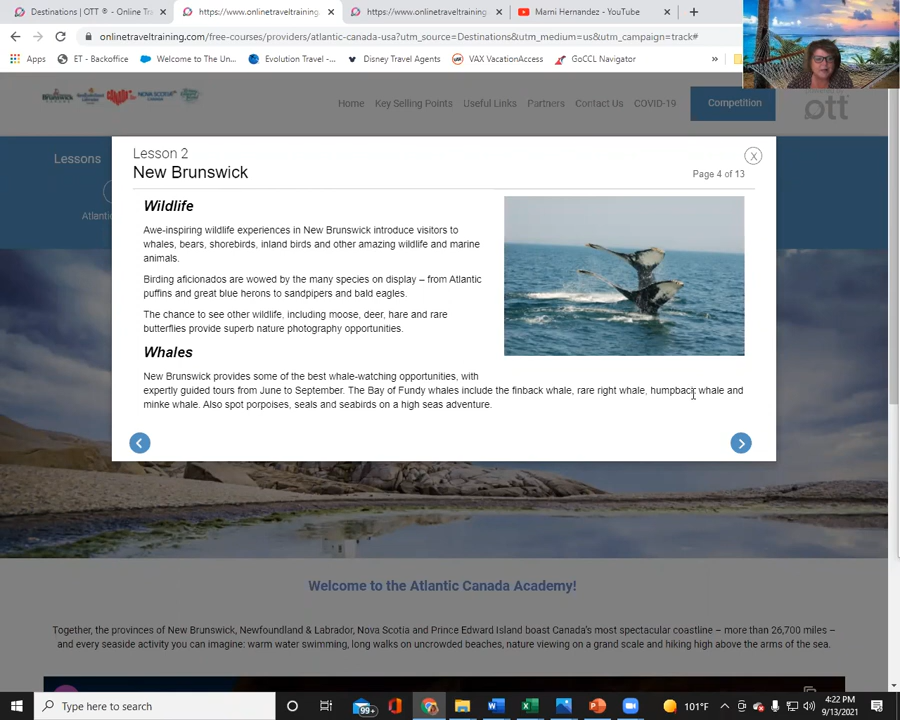 Destinations | OTT ® - Online Tra
https://www.onlinetraveltraining
https://www.onlinetraveltraining
Marni Hernandez - YouTube
onlinetraveltraining.com/free-courses/providers/atlantic-canada-usa?utm_source=Destinations&utm_medium=us&utm_campaign=track#
Apps
ET - Backoffice
Welcome to The Un...
Evolution Travel -...
Disney Travel Agents
VAX VacationAccess
GoCCL Navigator
»
Home
Key Selling Points
Useful Links
Partners
Contact Us
COVID-19
Competition
ott
Lessons
Atlantic
Lesson 2
New Brunswick
X
Page 4 of 13
Wildlife
Awe-inspiring wildlife experiences in New Brunswick introduce visitors to
whales, bears, shorebirds, inland birds and other amazing wildlife and marine
animals.
Birding aficionados are wowed by the many species on display – from Atlantic
puffins and great blue herons to sandpipers and bald eagles.
The chance to see other wildlife, including moose, deer, hare and rare
butterflies provide superb nature photography opportunities.
Whales
New Brunswick provides some of the best whale-watching opportunities, with
expertly guided tours from June to September. The Bay of Fundy whales include the finback whale, rare right whale, humpback whale and
minke whale. Also spot porpoises, seals and seabirds on a high seas adventure.
Welcome to the Atlantic Canada Academy!
Together, the provinces of New Brunswick, Newfoundland & Labrador, Nova Scotia and Prince Edward Island boast Canada's most spectacular coastline – more than 26,700 miles –
and every seaside activity you can imagine: warm water swimming, long walks on uncrowded beaches, nature viewing on a grand scale and hiking high above the arms of the sea.
Type here to search
99+
101°F
4:22 PM
9/13/2021